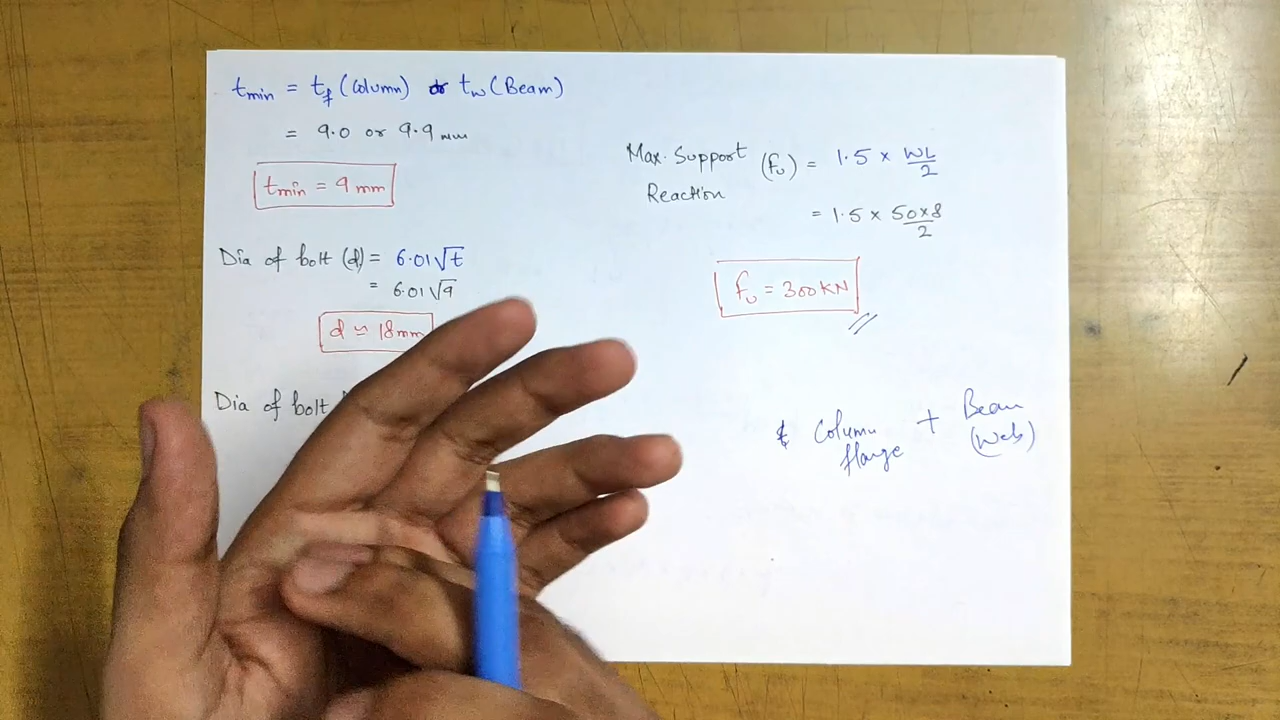 tmin = tf (Column) or tw (Beam)
= 9.0 or 9.9 mm
tmin = 9 mm
Dia of bolt (d) = 6.01√t
= 6.01√9
d ≃ 18mm
Dia of bolt
Max. Support Reaction (Fu) = 1.5 × WL/2
= 1.5 × 50×8/2
Fu = 300 KN
Column flange + Beam (Web)